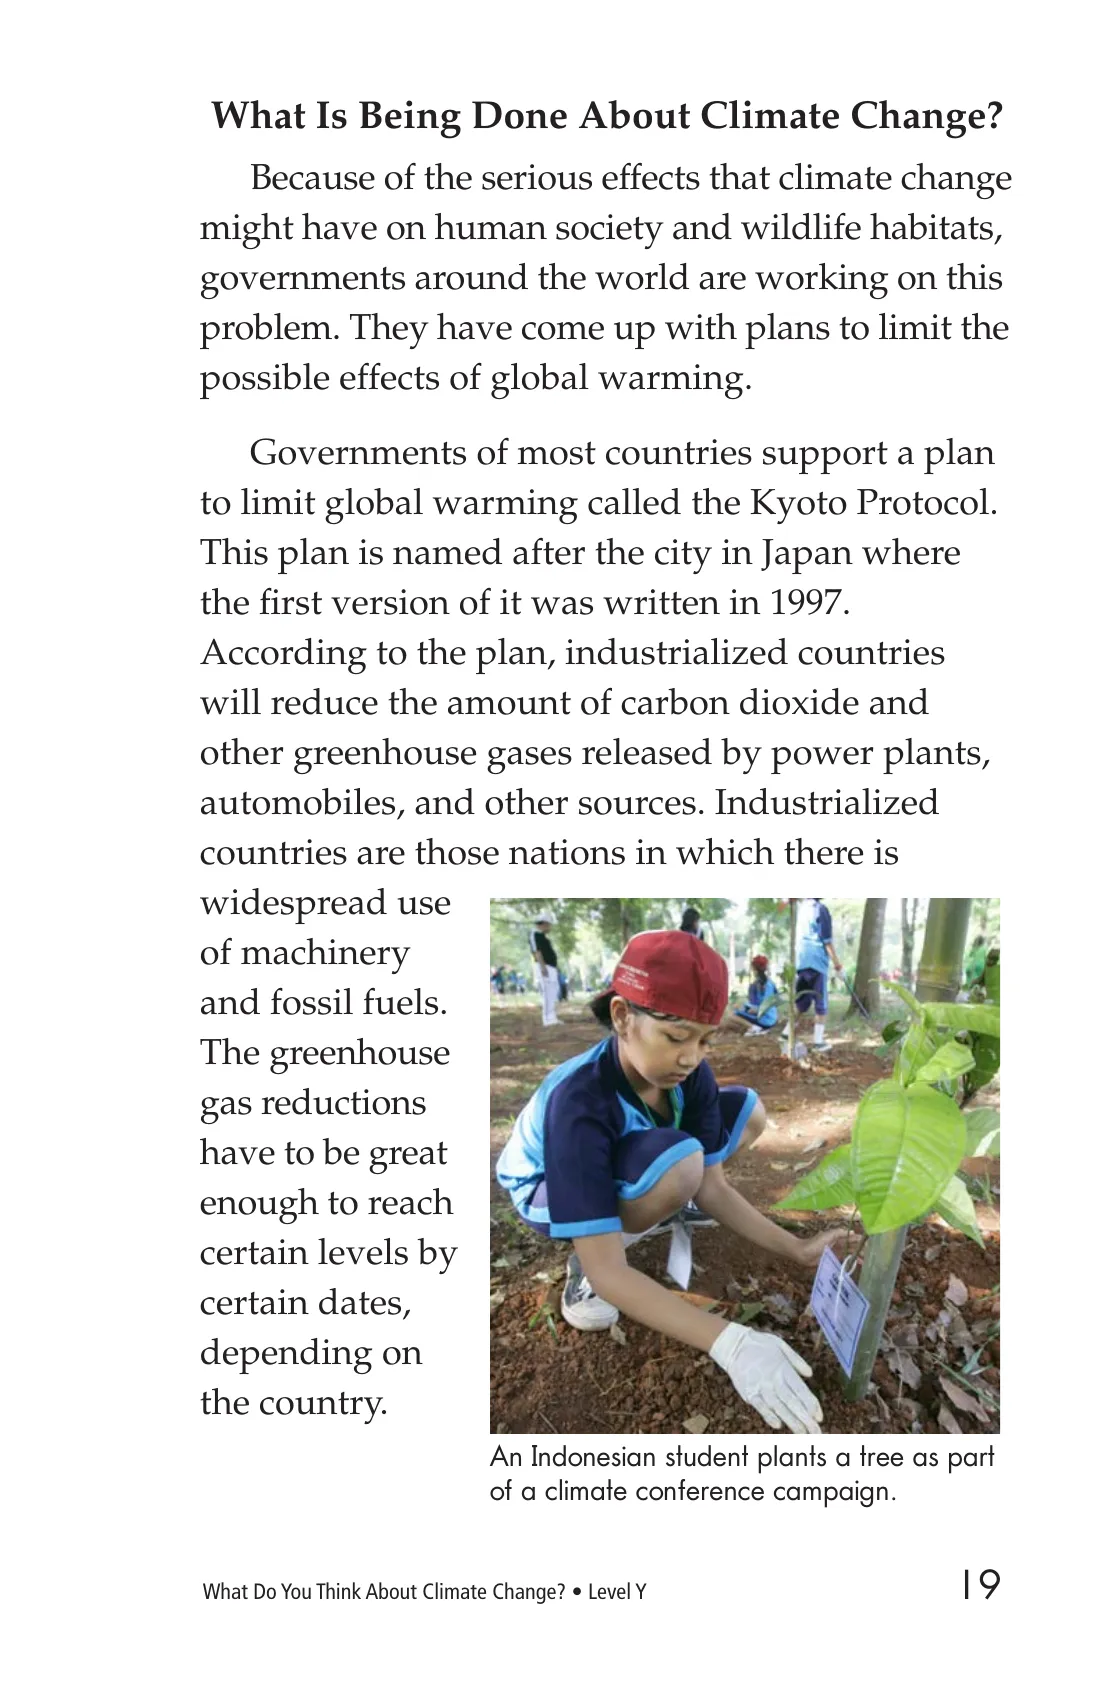 What Is Being Done About Climate Change?
Because of the serious effects that climate change
might have on human society and wildlife habitats,
governments around the world are working on this
problem. They have come up with plans to limit the
possible effects of global warming.
Governments of most countries support a plan
to limit global warming called the Kyoto Protocol.
This plan is named after the city in Japan where
the first version of it was written in 1997.
According to the plan, industrialized countries
will reduce the amount of carbon dioxide and
other greenhouse gases released by power plants,
automobiles, and other sources. Industrialized
countries are those nations in which there is
widespread use
of machinery
and fossil fuels.
The greenhouse
gas reductions
have to be great
enough to reach
certain levels by
certain dates,
depending on
the country.
An Indonesian student plants a tree as part
of a climate conference campaign.
What Do You Think About Climate Change? • Level Y
19